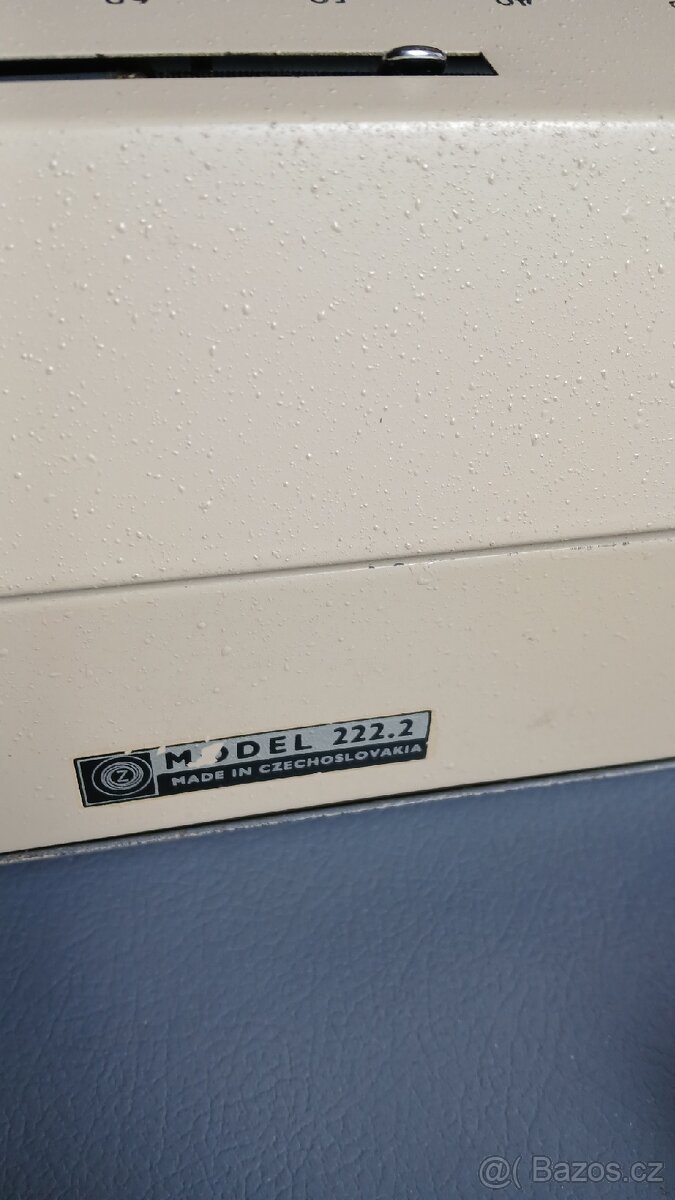 MODEL 222.2
Z
MADE IN CZECHOSLOVAKIA
@( Bazos.cz